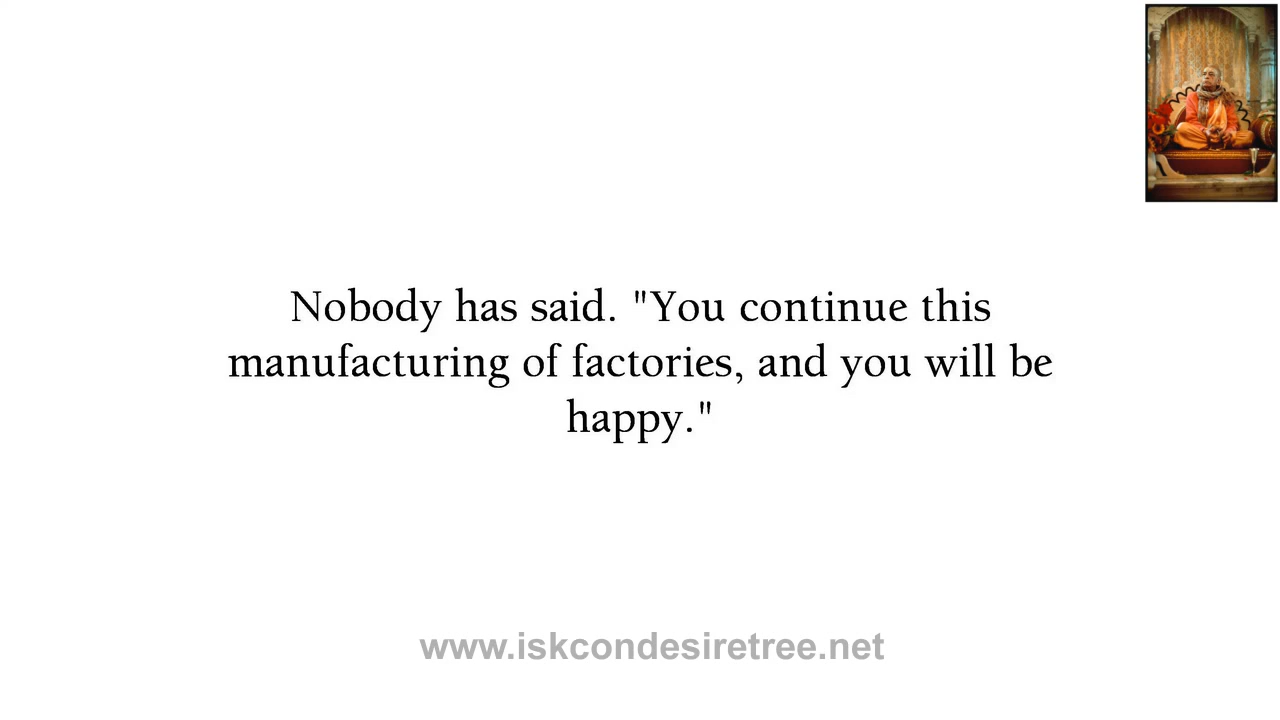 Nobody has said. "You continue this
manufacturing of factories, and you will be
happy."
www.iskcondesiretree.net